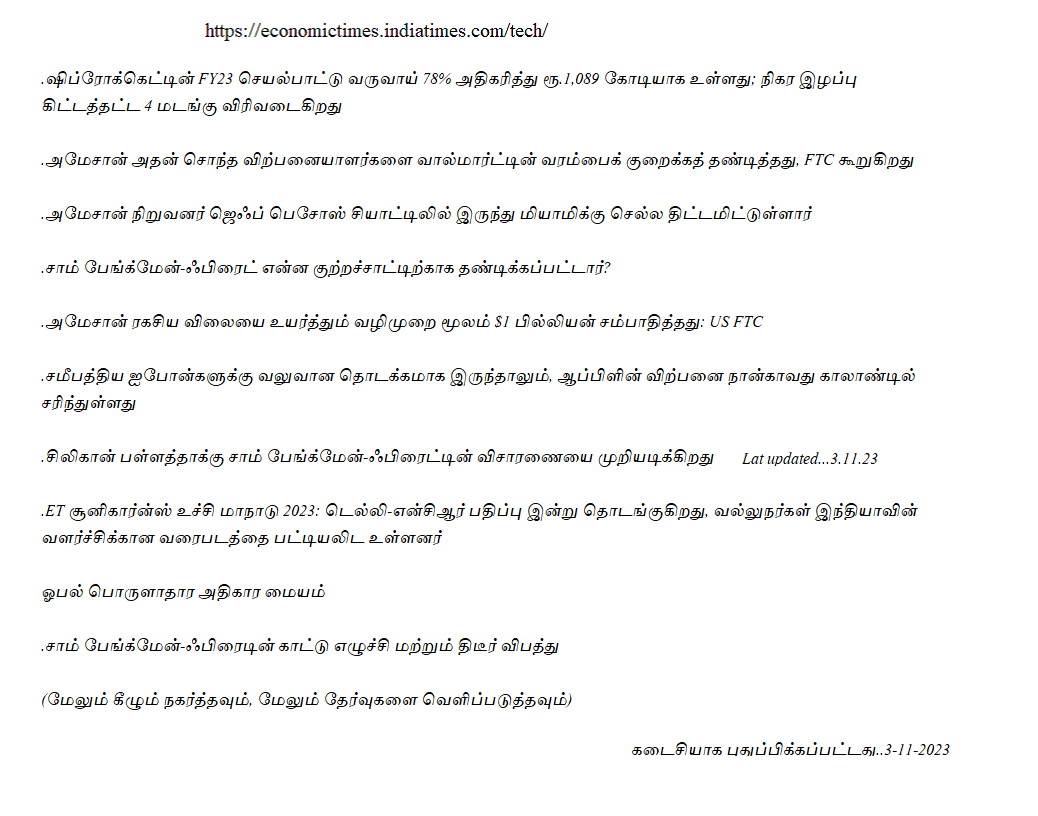 https://economictimes.indiatimes.com/tech/
.ஷிப்ரோக்கெட்டின் FY23 செயல்பாட்டு வருவாய் 78% அதிகரித்து ரூ.1,089 கோடியாக உள்ளது; நிகர இழப்பு
கிட்டத்தட்ட 4 மடங்கு விரிவடைகிறது
.அமேசான் அதன் சொந்த விற்பனையாளர்களை வால்மார்ட்டின் வரம்பைக் குறைக்கத் தண்டித்தது, FTC கூறுகிறது
.அமேசான் நிறுவனர் ஜெஃப் பெசோஸ் சியாட்டிலில் இருந்து மியாமிக்கு செல்ல திட்டமிட்டுள்ளார்
.சாம் பேங்க்மேன்-ஃபிரைட் என்ன குற்றச்சாட்டிற்காக தண்டிக்கப்பட்டார்?
.அமேசான் ரகசிய விலையை உயர்த்தும் வழிமுறை மூலம் $1 பில்லியன் சம்பாதித்தது: US FTC
.சமீபத்திய ஐபோன்களுக்கு வலுவான தொடக்கமாக இருந்தாலும், ஆப்பிளின் விற்பனை நான்காவது காலாண்டில்
சரிந்துள்ளது
.சிலிகான் பள்ளத்தாக்கு சாம் பேங்க்மேன்-ஃபிரைட்டின் விசாரணையை முறியடிக்கிறது Lat updated...3.11.23
.ET சூனிகார்ன்ஸ் உச்சி மாநாடு 2023: டெல்லி-என்சிஆர் பதிப்பு இன்று தொடங்குகிறது, வல்லுநர்கள் இந்தியாவின்
வளர்ச்சிக்கான வரைபடத்தை பட்டியலிட உள்ளனர்
ஓபல் பொருளாதார அதிகார மையம்
.சாம் பேங்க்மேன்-ஃபிரைடின் காட்டு எழுச்சி மற்றும் திடீர் விபத்து
(மேலும் கீழும் நகர்த்தவும், மேலும் தேர்வுகளை வெளிப்படுத்தவும்)
கடைசியாக புதுப்பிக்கப்பட்டது..3-11-2023